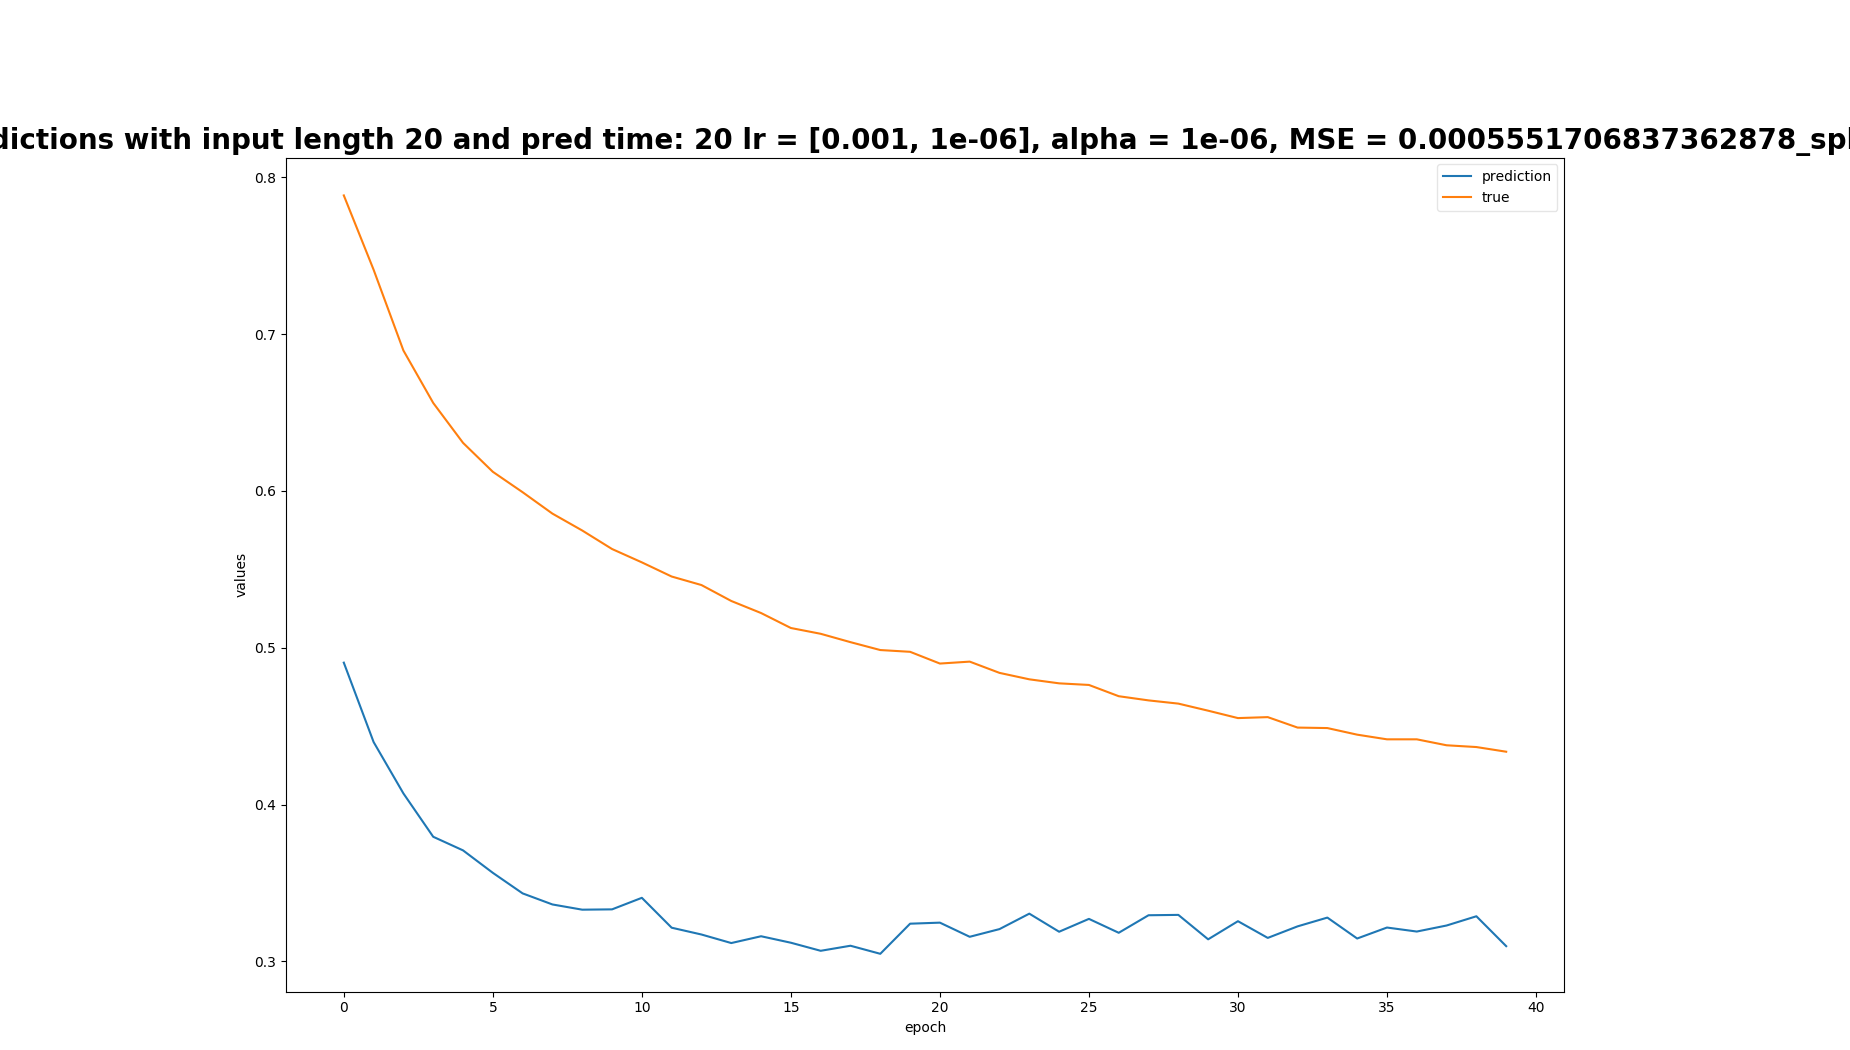 dictions with input length 20 and pred time: 20 lr = [0.001, 1e-06], alpha = 1e-06, MSE = 0.0005551706837362878_spl
prediction
true
0.8
0.7
0.6
0.5
0.4
0.3
values
0 5 10 15 20 25 30 35 40
epoch